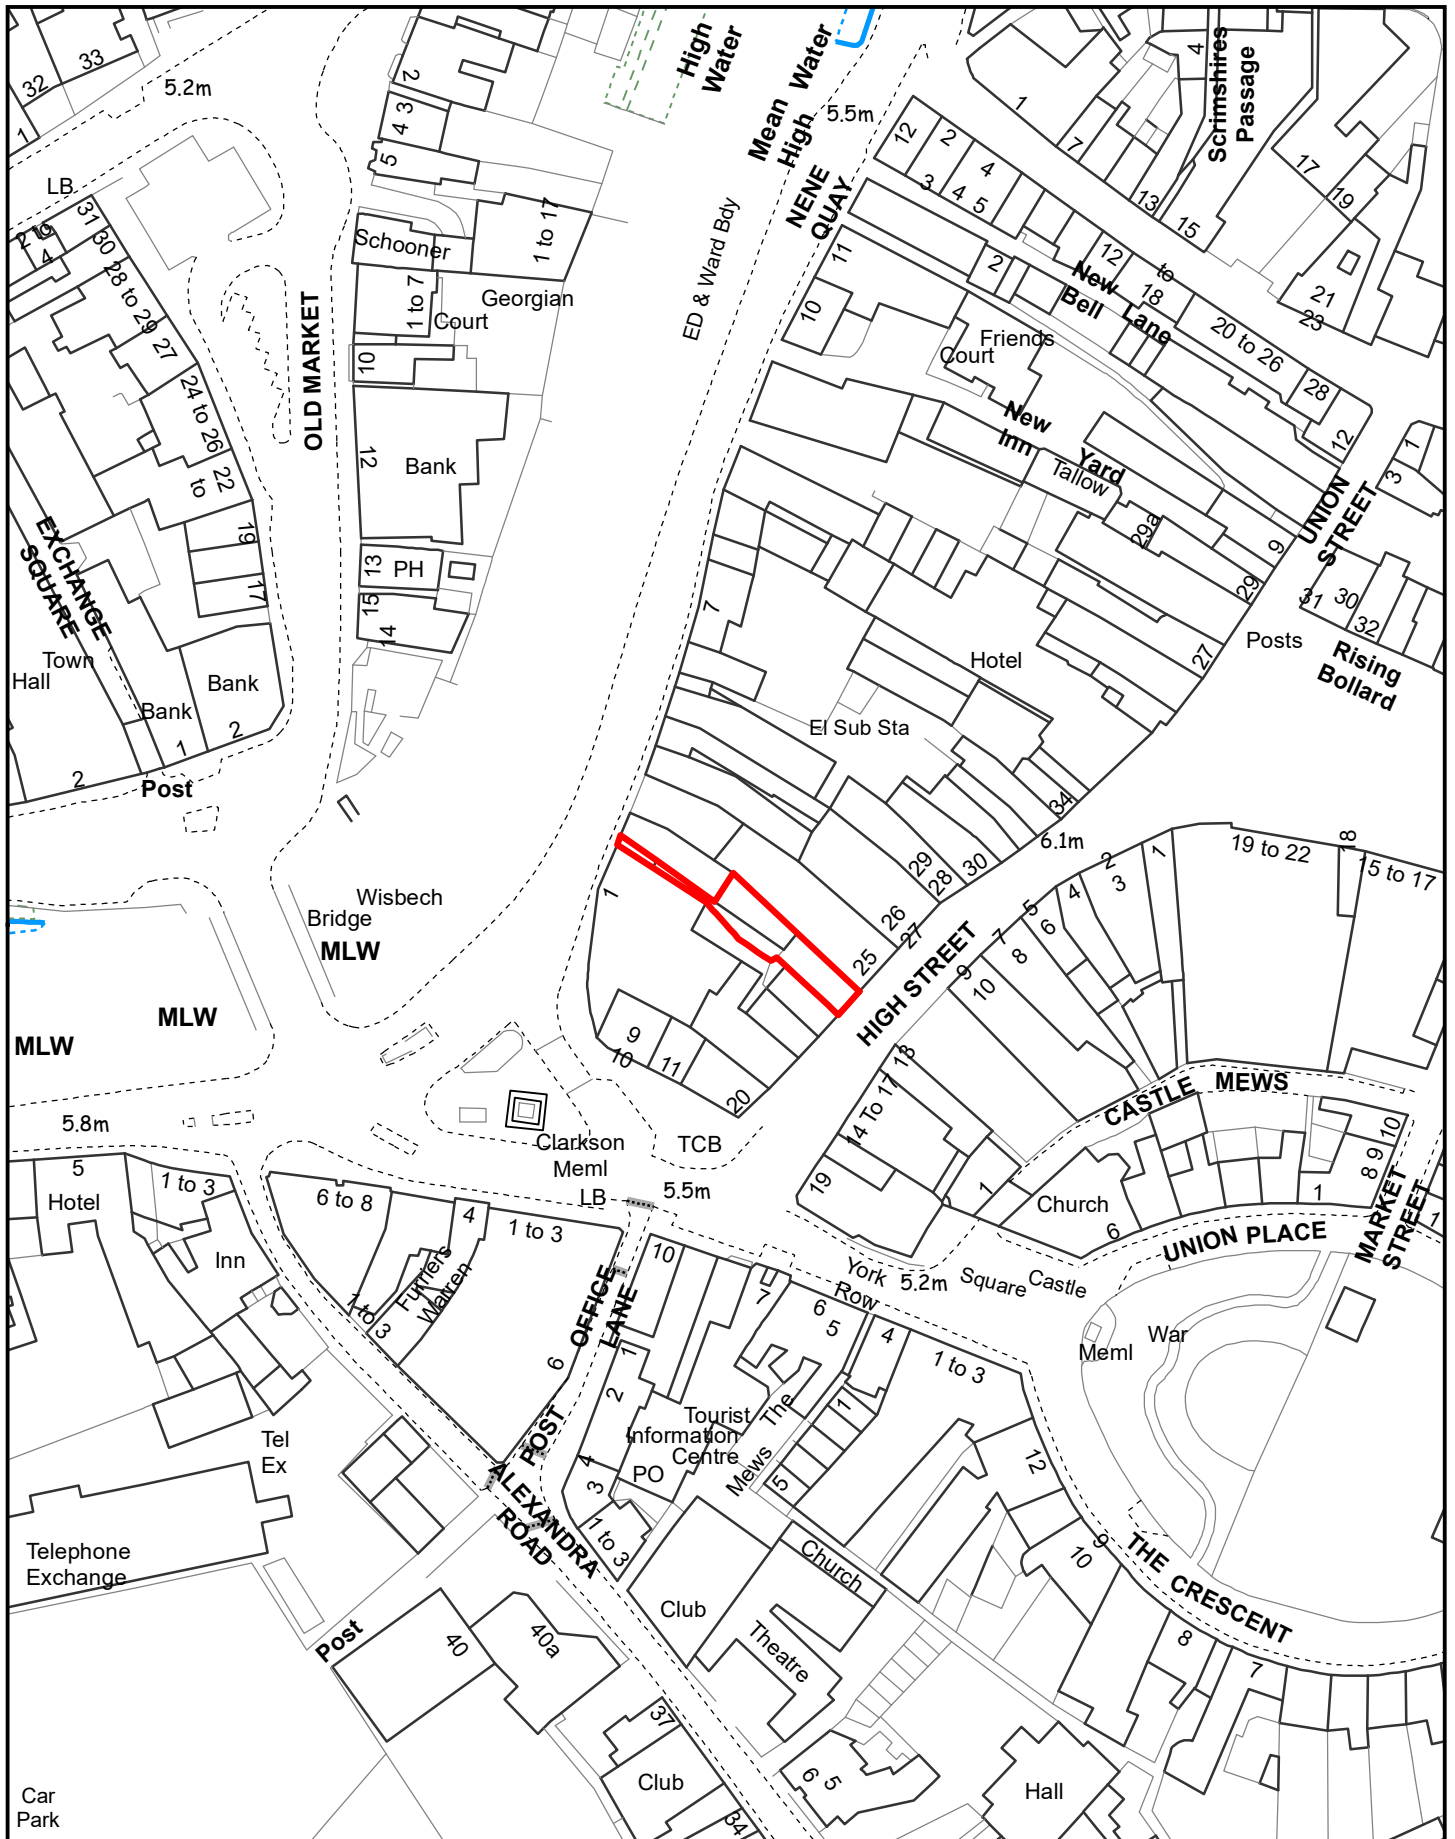 32
33
1
5.2m
2
3
4
5
High
Water
Mean
High Water
5.5m
NENE
QUAY
ED & Ward Bdy
1
4
Scrimshires
Passage
7
13
15
17
19
21
23
12
2
3
4
4 5
LB
31
2 to
4
30
28 to 29
27
24 to 26
22
to
19
17
OLD MARKET
Schooner
1 to 17
1 to 7
Georgian
Court
10
12
Bank
13
PH
15
14
11
10
2
New
Bell
Lane
12
to
18
20 to 26
28
12
Friends
Court
New
Inn
Yard
Tallow
29a
9
29
27
UNION
STREET
1
3
31
30
32
Posts
Rising
Bollard
EXCHANGE
SQUARE
Town
Hall
Bank
1
Bank
2
2
Post
7
Hotel
El Sub Sta
34
6.1m
30
29
28
26
27
25
1
Wisbech
Bridge
MLW
MLW
MLW
HIGH STREET
9
10
11
20
19 to 22
18
15 to 17
1
2
3
4
5
6
7
8
9
10
13
14 To 17
19
CASTLE MEWS
5.8m
Clarkson
Meml
TCB
LB
5.5m
5
Hotel
1 to 3
Inn
6 to 8
4
1 to 3
Furriers
Warren
1 to 3
6
POST OFFICE
LANE
10
1
2
4
3
7
6
5
4
1 to 3
York
Row
5.2m
Square
Castle
1
Church
6
1
8 9
10
UNION PLACE
MARKET
STREET
1
War
Meml
Tourist
Information
Centre
PO
The
Mews
1
5
1 to 3
ALEXANDRA
ROAD
Tel
Ex
Telephone
Exchange
Post
40
40a
Club
Church
Theatre
12
9
10
THE CRESCENT
8
7
37
Club
34
6
5
Hall
Car
Park